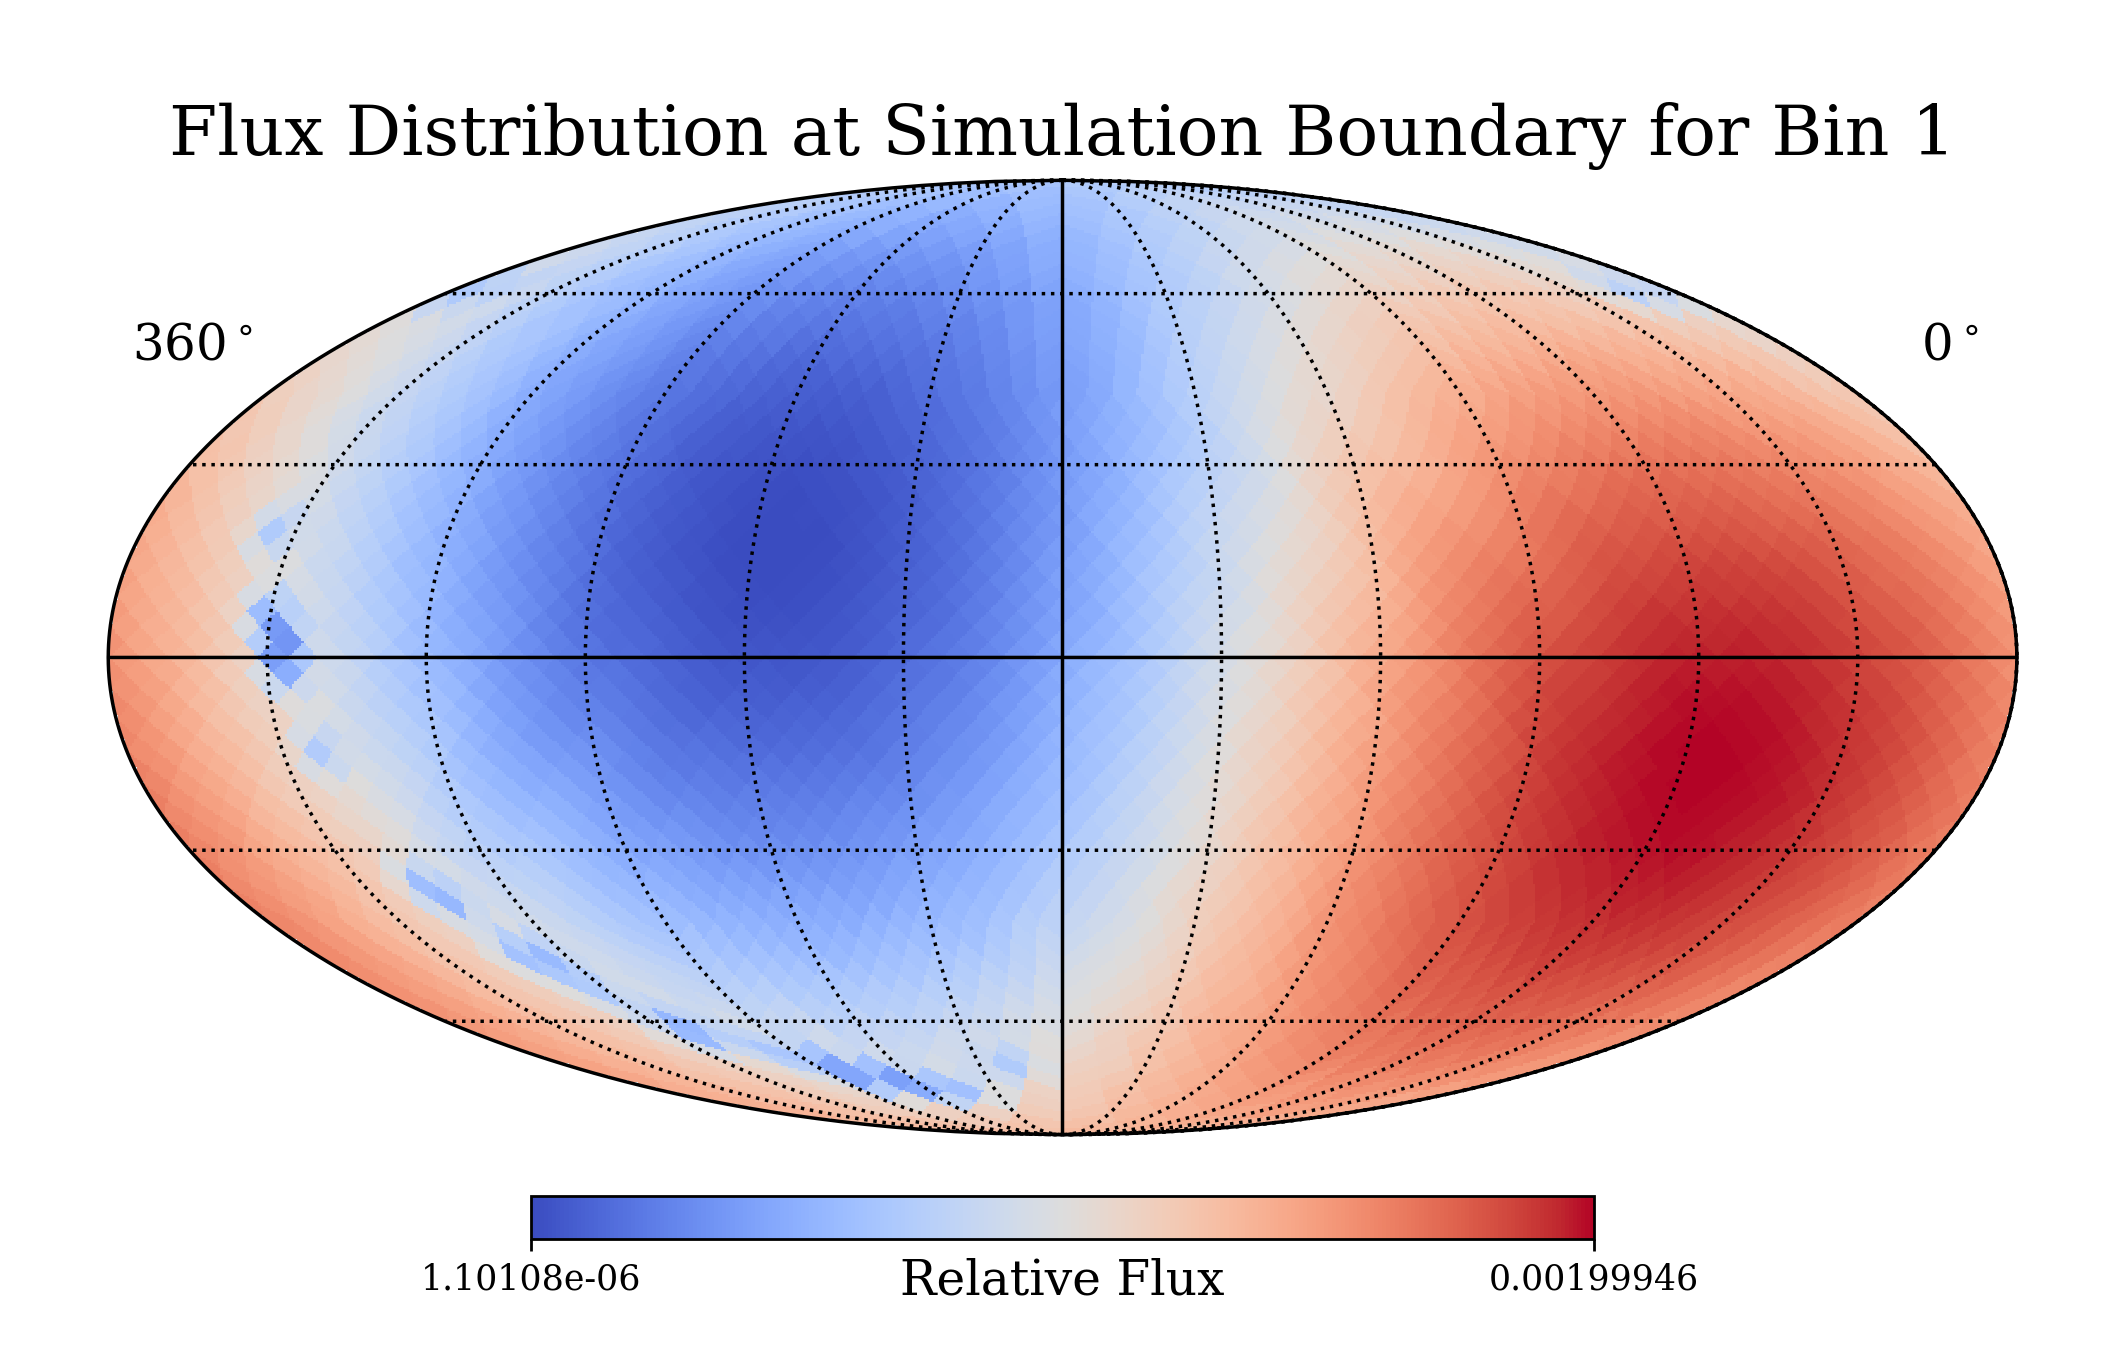 Flux Distribution at Simulation Boundary for Bin 1
360°
0°
1.10108e-06
Relative Flux
0.00199946